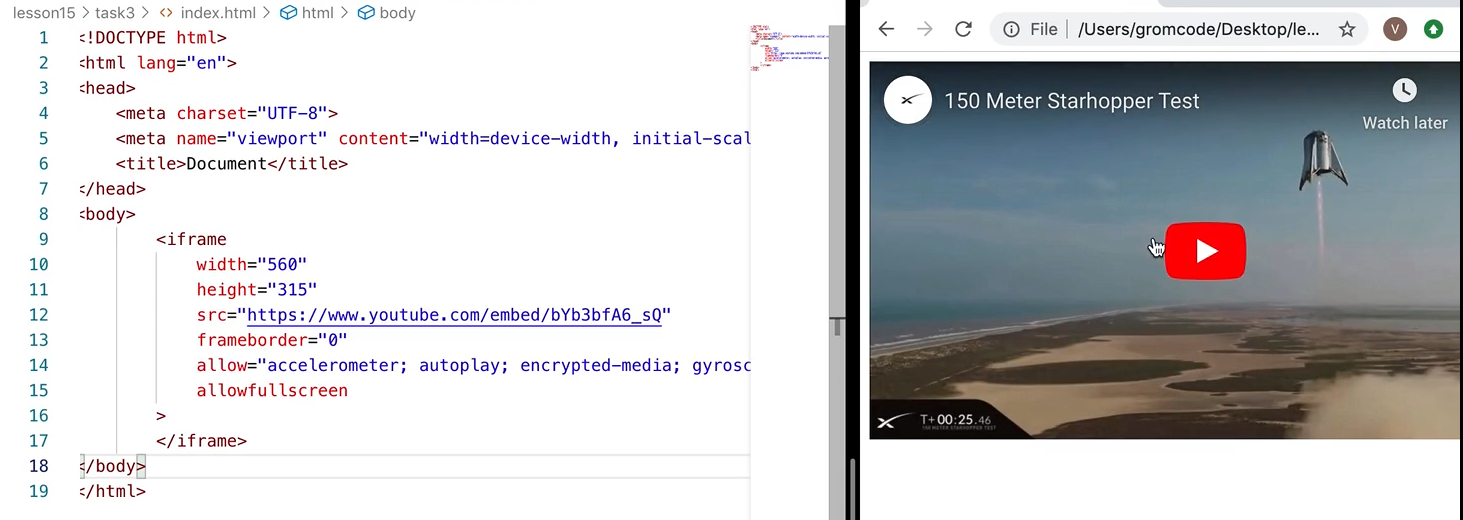 lesson15 > task3 > <> index.html > html > body
1 <!DOCTYPE html>
2 <html lang="en">
3 <head>
4 <meta charset="UTF-8">
5 <meta name="viewport" content="width=device-width, initial-scal
6 <title>Document</title>
7 </head>
8 <body>
9 <iframe
10 width="560"
11 height="315"
12 src="https://www.youtube.com/embed/bYb3bfA6_sQ"
13 frameborder="0"
14 allow="accelerometer; autoplay; encrypted-media; gyrosc
15 allowfullscreen
16 >
17 </iframe>
18 </body>
19 </html>
File | /Users/gromcode/Desktop/le... V
150 Meter Starhopper Test
Watch later
T+00:25.46
150 METER STARHOPPER TEST